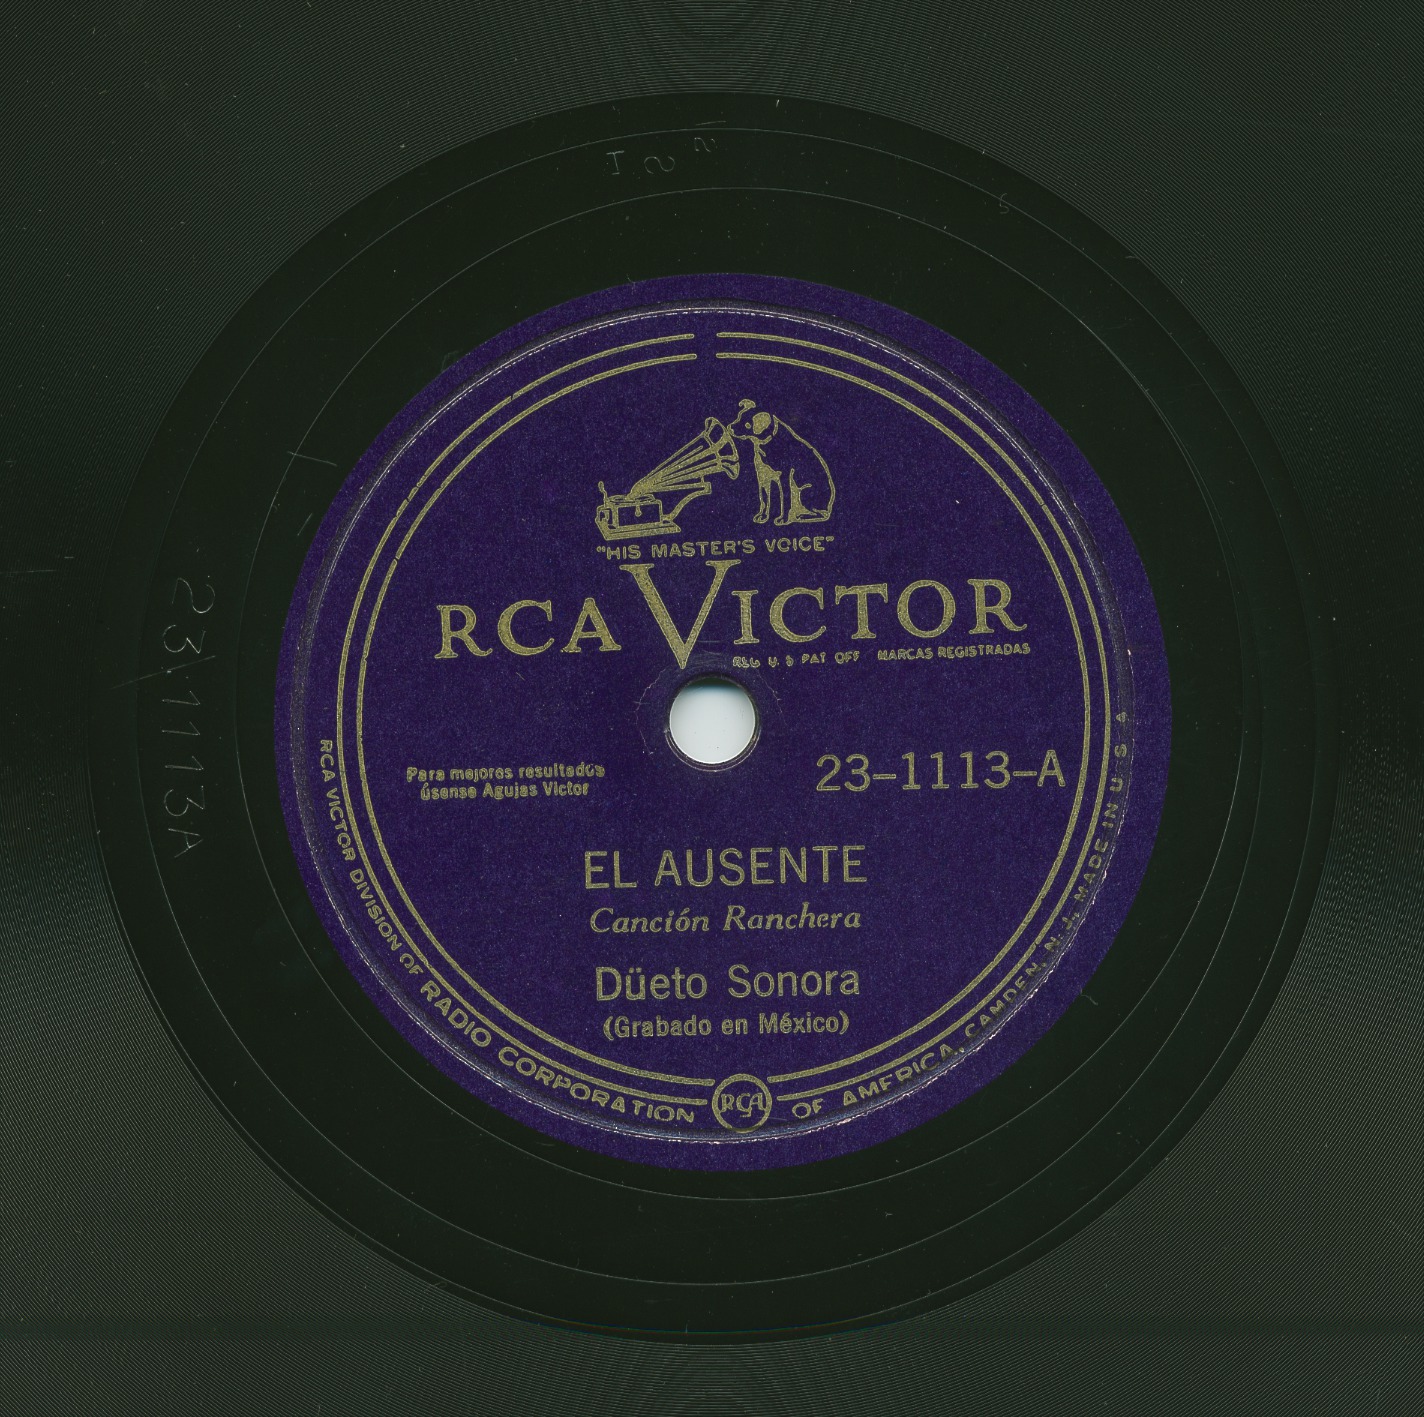 "HIS MASTER'S VOICE"
RCA VICTOR
REG U. S PAT OFF MARCAS REGISTRADAS
Para mejores resultados
úsense Agujas Victor
23-1113-A
EL AUSENTE
Canción Ranchera
Düeto Sonora
(Grabado en México)
RCA VICTOR DIVISION OF RADIO CORPORATION RCA OF AMERICA, CAMDEN, N. J., MADE IN U S A
23\1113A